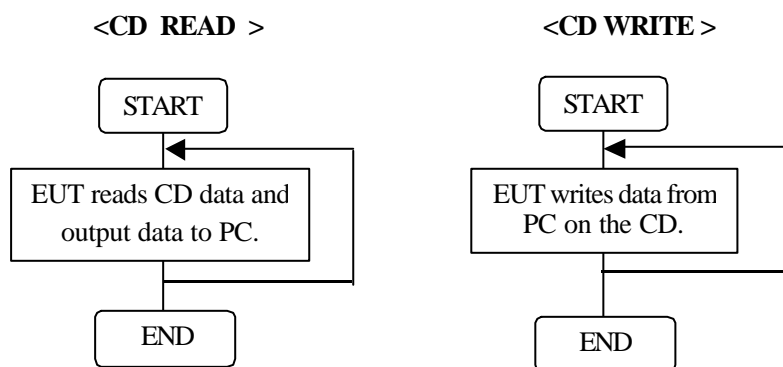 <CD READ >
START
EUT reads CD data and
output data to PC.
END
<CD WRITE >
START
EUT writes data from
PC on the CD.
END